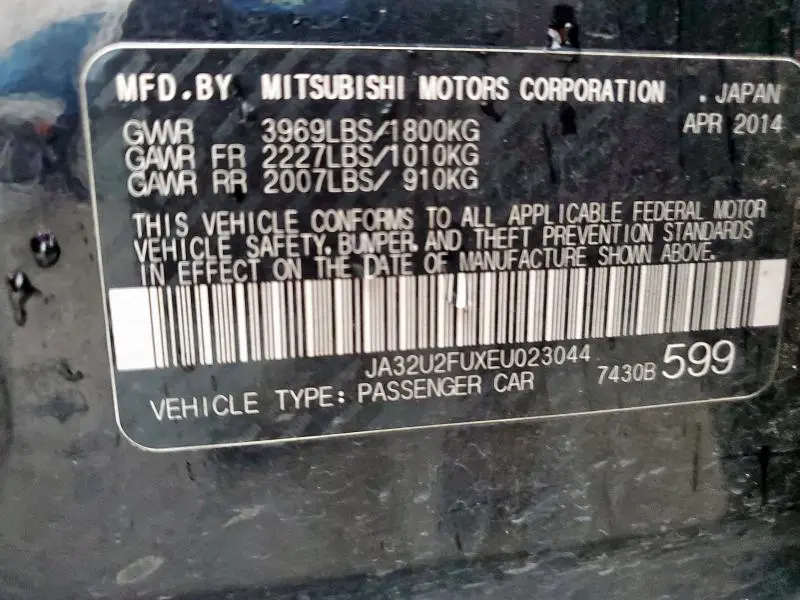 MFD.BY MITSUBISHI MOTORS CORPORATION . JAPAN
APR 2014
GVWR 3969LBS/1800KG
GAWR FR 2227LBS/1010KG
GAWR RR 2007LBS/ 910KG
THIS VEHICLE CONFORMS TO ALL APPLICABLE FEDERAL MOTOR
VEHICLE SAFETY, BUMPER, AND THEFT PREVENTION STANDARDS
IN EFFECT ON THE DATE OF MANUFACTURE SHOWN ABOVE.
JA32U2FUXEU023044
7430B 599
VEHICLE TYPE: PASSENGER CAR